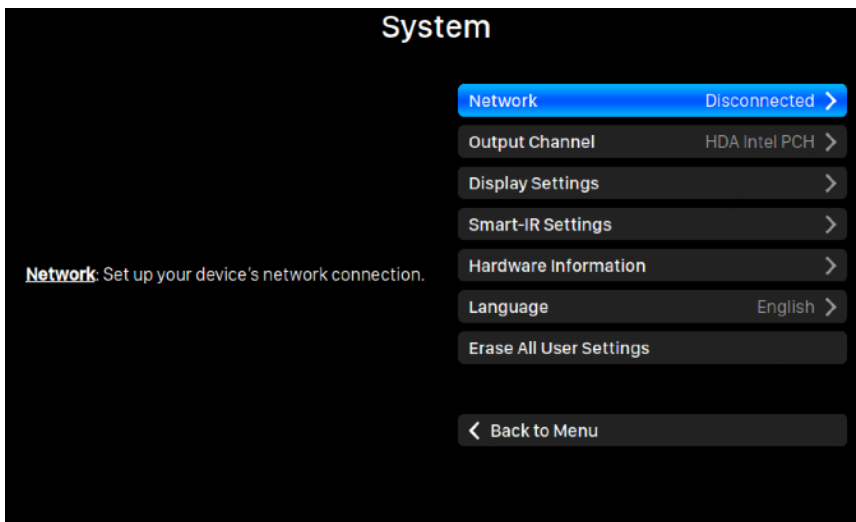 System
Network Disconnected
Output Channel HDA Intel PCH
Display Settings
Smart-IR Settings
Network: Set up your device's network connection.
Hardware Information
Language English
Erase All User Settings
Back to Menu